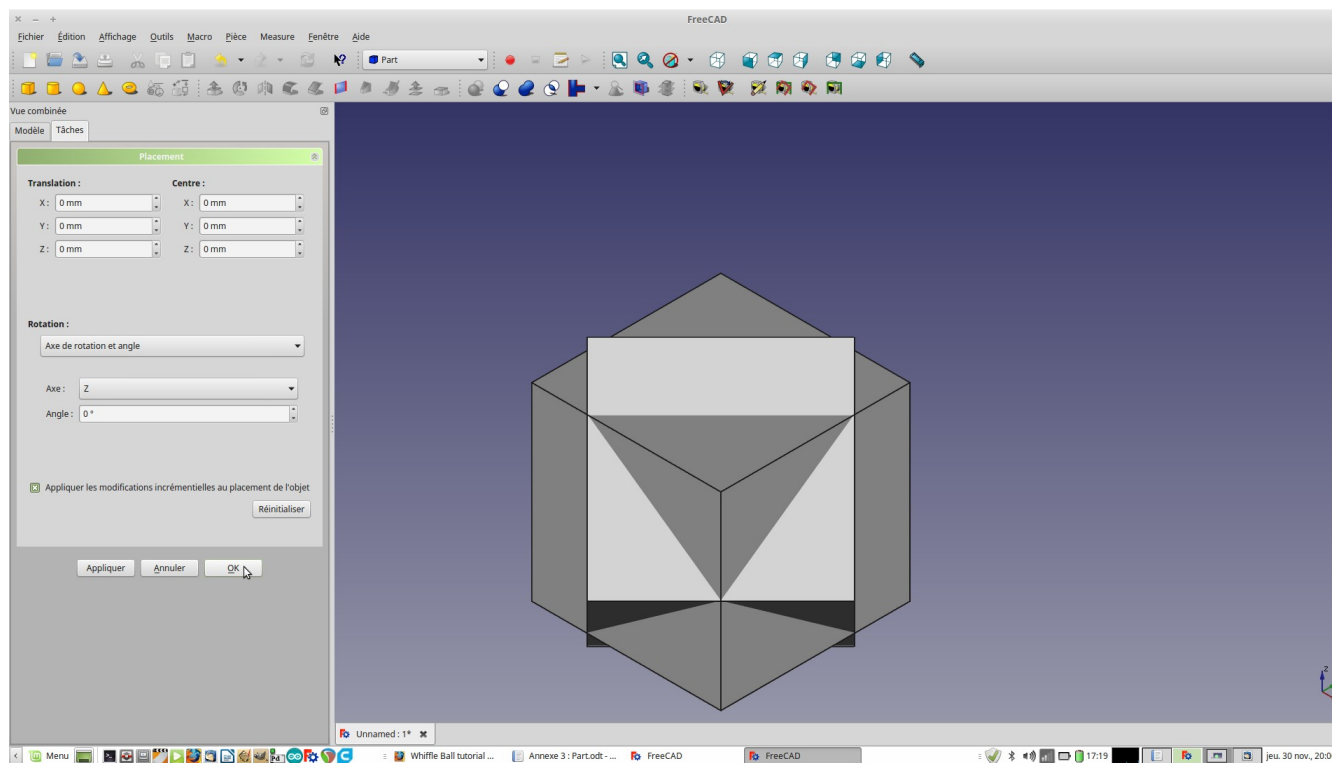 FreeCAD
Fichier Édition Affichage Outils Macro Pièce Measure Fenêtre Aide
Part
Vue combinée
Modèle Tâches
Placement
Translation : Centre :
X : 0 mm X : 0 mm
Y : 0 mm Y : 0 mm
Z : 0 mm Z : 0 mm
Rotation :
Axe de rotation et angle
Axe : Z
Angle : 0 °
Appliquer les modifications incrémentielles au placement de l'objet
Réinitialiser
Appliquer Annuler OK
Z
Unnamed : 1*
Menu Pd Whiffle Ball tutorial ... Annexe 3 : Part.odt - ... FreeCAD FreeCAD 17:19 jeu. 30 nov., 20:0